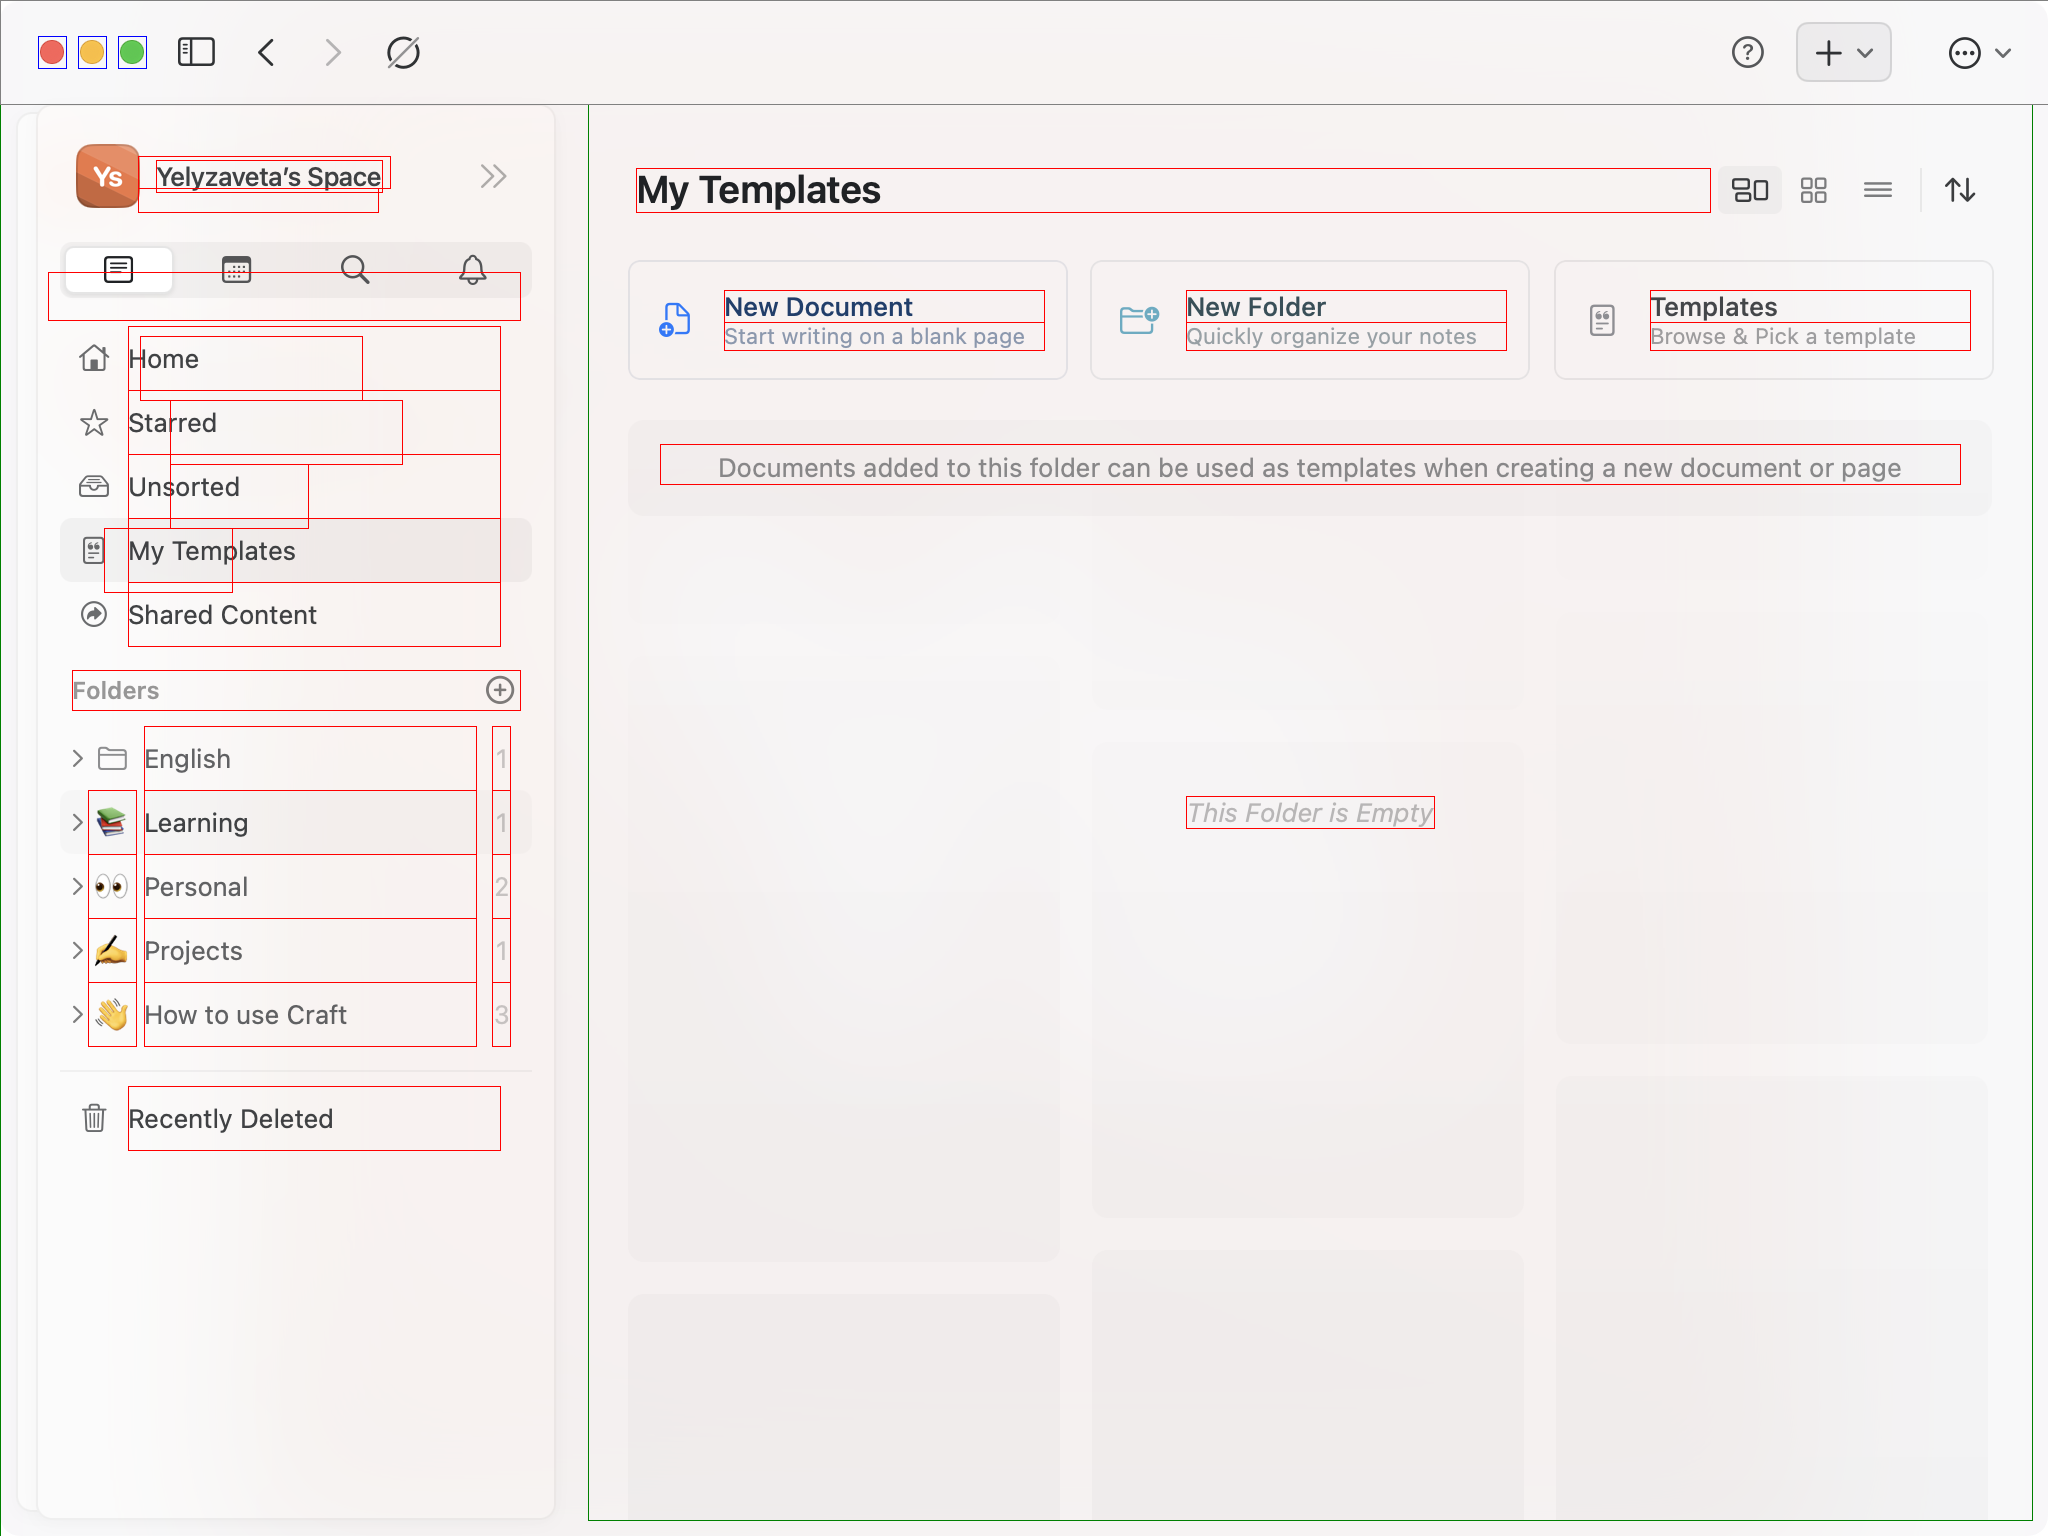 Ys
Yelyzaveta’s Space
Home
Starred
Unsorted
My Templates
Shared Content
Folders
English 1
Learning 1
Personal 2
Projects 1
How to use Craft 3
Recently Deleted
My Templates
New Document
Start writing on a blank page
New Folder
Quickly organize your notes
Templates
Browse & Pick a template
Documents added to this folder can be used as templates when creating a new document or page
This Folder is Empty